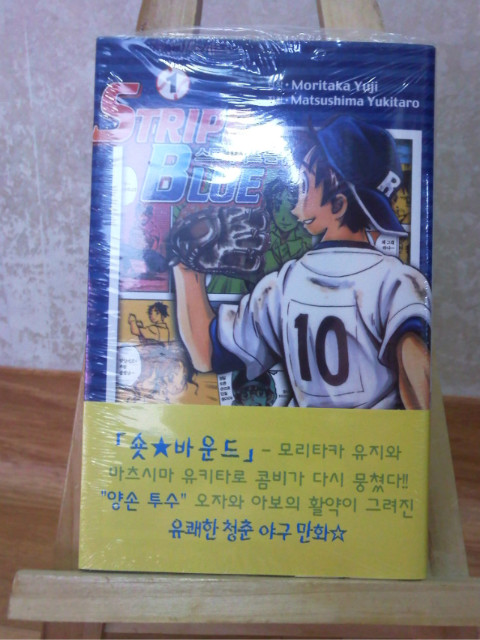 1
Moritaka Yuji
Matsushima Yukitaro
STRIPE
BLUE
R
10
「숏★바운드」- 모리타카 유지와
마츠시마 유키타로 콤비가 다시 뭉쳤다!!
"양손 투수" 오자와 아보의 활약이 그려진
유쾌한 청춘 야구 만화☆